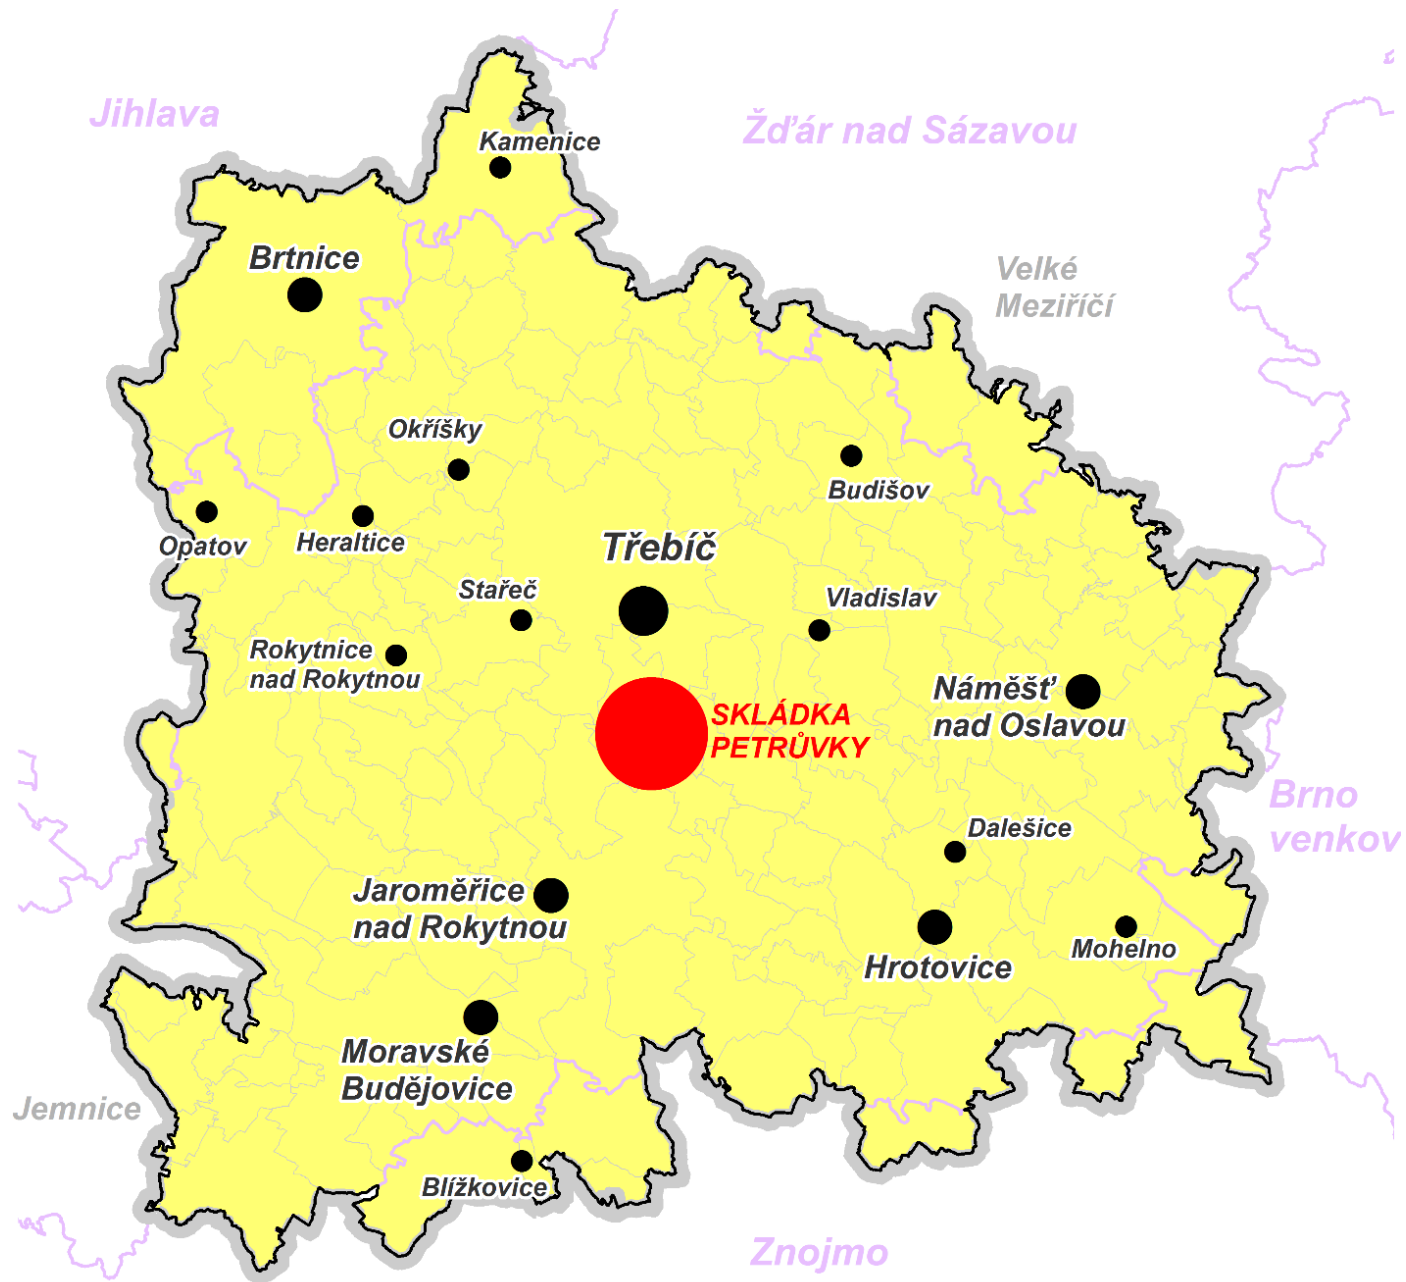 Jihlava
Žďár nad Sázavou
Kamenice
Brtnice
Velké
Meziříčí
Okříšky
Budišov
Opatov
Heraltice
Třebíč
Stařeč
Vladislav
Rokytnice
nad Rokytnou
Náměšť
nad Oslavou
SKLÁDKA
PETRŮVKY
Brno
venkov
Dalešice
Jaroměřice
nad Rokytnou
Mohelno
Hrotovice
Moravské
Budějovice
Jemnice
Blížkovice
Znojmo